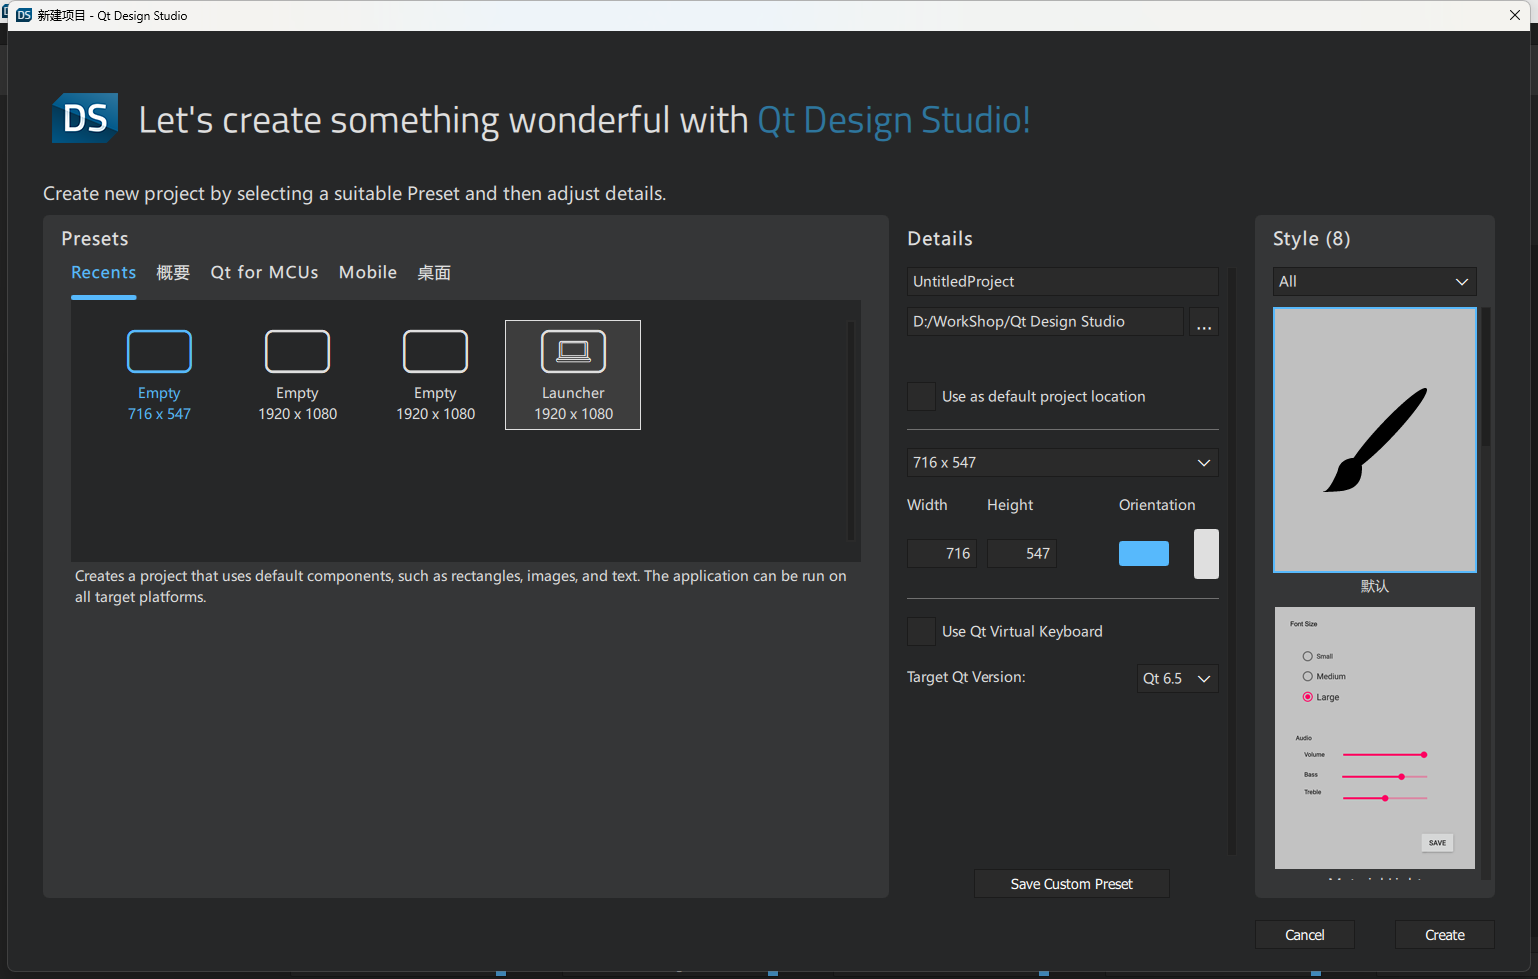 DS 新建项目 - Qt Design Studio
DS Let's create something wonderful with Qt Design Studio!
Create new project by selecting a suitable Preset and then adjust details.
Presets
Recents 概要 Qt for MCUs Mobile 桌面
Empty
716 x 547
Empty
1920 x 1080
Empty
1920 x 1080
Launcher
1920 x 1080
Creates a project that uses default components, such as rectangles, images, and text. The application can be run on
all target platforms.
Details
UntitledProject
D:/WorkShop/Qt Design Studio ...
Use as default project location
716 x 547
Width Height Orientation
716 547
Use Qt Virtual Keyboard
Target Qt Version: Qt 6.5
Save Custom Preset
Style (8)
All
默认
Font Size
Small
Medium
Large
Audio
Volume
Bass
Treble
SAVE
Cancel Create